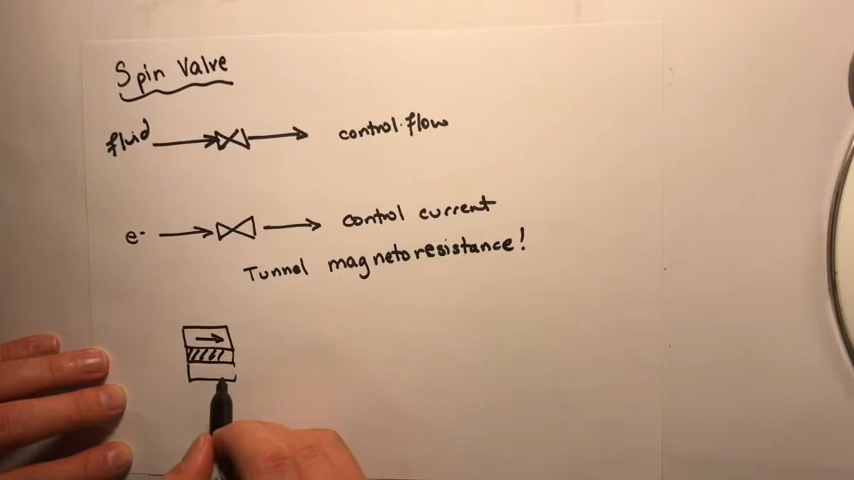 Spin Valve
fluid control flow
e- control current
Tunnel magnetoresistance!